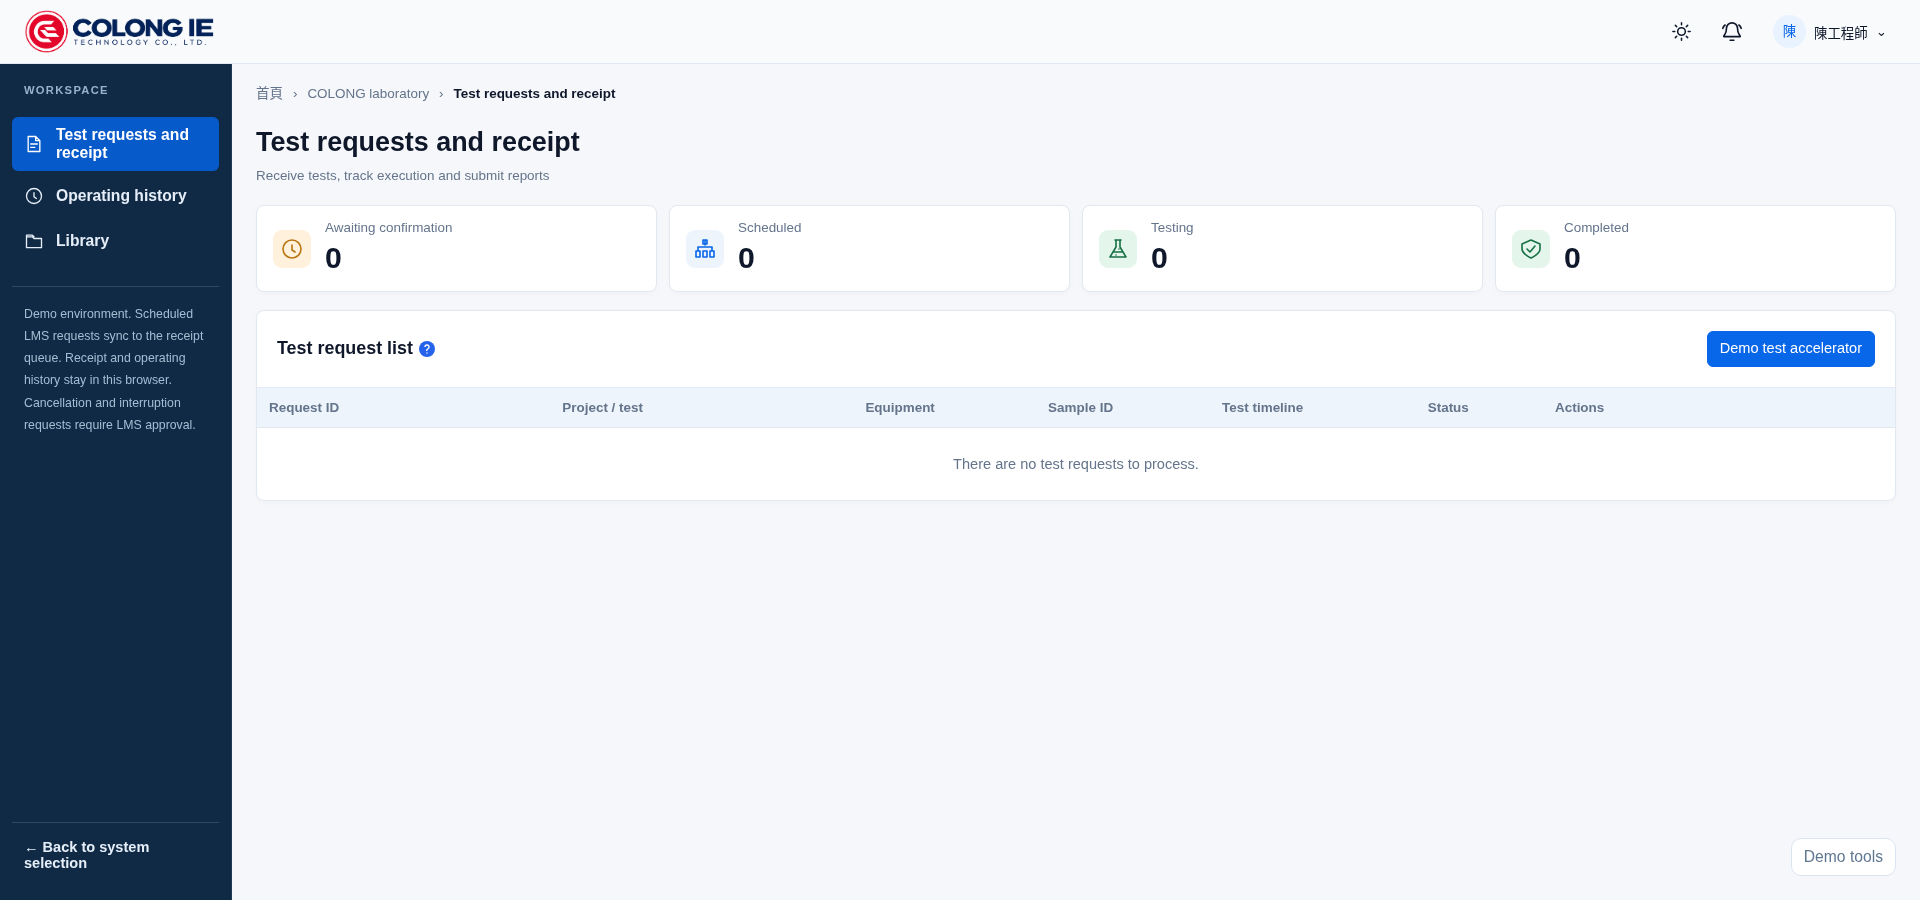 COLONG IE
TECHNOLOGY CO., LTD.
陳
陳工程師
WORKSPACE
Test requests and
receipt
Operating history
Library
Demo environment. Scheduled
LMS requests sync to the receipt
queue. Receipt and operating
history stay in this browser.
Cancellation and interruption
requests require LMS approval.
← Back to system
selection
首頁 › COLONG laboratory › Test requests and receipt
Test requests and receipt
Receive tests, track execution and submit reports
Awaiting confirmation
0
Scheduled
0
Testing
0
Completed
0
Test request list ?
Demo test accelerator
Request ID Project / test Equipment Sample ID Test timeline Status Actions
There are no test requests to process.
Demo tools